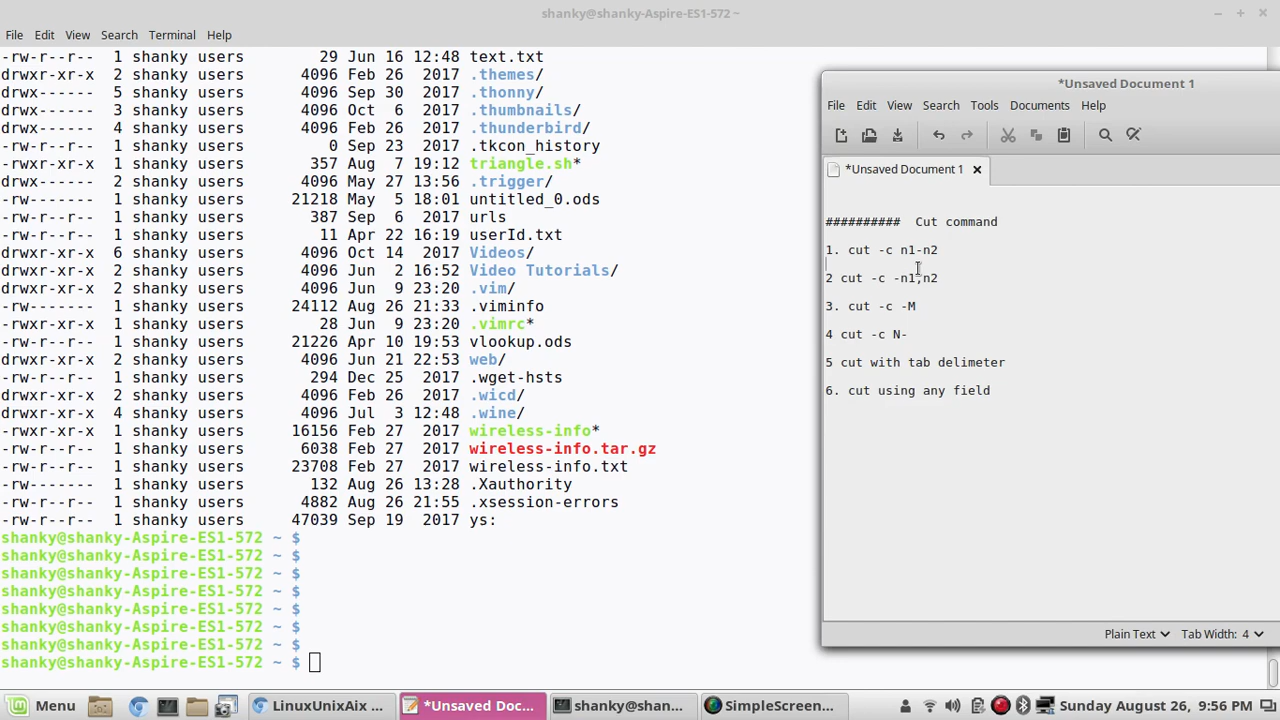 shanky@shanky-Aspire-ES1-572 ~
File Edit View Search Terminal Help
-rw-r--r-- 1 shanky users 29 Jun 16 12:48 text.txt
drwxr-xr-x 2 shanky users 4096 Feb 26 2017 .themes/
drwx------ 5 shanky users 4096 Sep 30 2017 .thonny/
drwx------ 3 shanky users 4096 Oct 6 2017 .thumbnails/
drwx------ 4 shanky users 4096 Feb 26 2017 .thunderbird/
-rw-r--r-- 1 shanky users 0 Sep 23 2017 .tkcon_history
-rwxr-xr-x 1 shanky users 357 Aug 7 19:12 triangle.sh*
drwx------ 2 shanky users 4096 May 27 13:56 .trigger/
-rw------- 1 shanky users 21218 May 5 18:01 untitled_0.ods
-rw-r--r-- 1 shanky users 387 Sep 6 2017 urls
-rw-r--r-- 1 shanky users 11 Apr 22 16:19 userId.txt
drwxr-xr-x 6 shanky users 4096 Oct 14 2017 Videos/
drwxr-xr-x 2 shanky users 4096 Jun 2 16:52 Video Tutorials/
drwxr-xr-x 2 shanky users 4096 Jun 9 23:20 .vim/
-rw------- 1 shanky users 24112 Aug 26 21:33 .viminfo
-rwxr-xr-x 1 shanky users 28 Jun 9 23:20 .vimrc*
-rw-r--r-- 1 shanky users 21226 Apr 10 19:53 vlookup.ods
drwxr-xr-x 2 shanky users 4096 Jun 21 22:53 web/
-rw-r--r-- 1 shanky users 294 Dec 25 2017 .wget-hsts
drwxr-xr-x 2 shanky users 4096 Feb 26 2017 .wicd/
drwxr-xr-x 4 shanky users 4096 Jul 3 12:48 .wine/
-rwxr-xr-x 1 shanky users 16156 Feb 27 2017 wireless-info*
-rw-r--r-- 1 shanky users 6038 Feb 27 2017 wireless-info.tar.gz
-rw-r--r-- 1 shanky users 23708 Feb 27 2017 wireless-info.txt
-rw------- 1 shanky users 132 Aug 26 13:28 .Xauthority
-rw------- 1 shanky users 4882 Aug 26 21:55 .xsession-errors
-rw-r--r-- 1 shanky users 47039 Sep 19 2017 ys:
shanky@shanky-Aspire-ES1-572 ~ $
shanky@shanky-Aspire-ES1-572 ~ $
shanky@shanky-Aspire-ES1-572 ~ $
shanky@shanky-Aspire-ES1-572 ~ $
shanky@shanky-Aspire-ES1-572 ~ $
shanky@shanky-Aspire-ES1-572 ~ $
shanky@shanky-Aspire-ES1-572 ~ $
shanky@shanky-Aspire-ES1-572 ~ $
*Unsaved Document 1
File Edit View Search Tools Documents Help
*Unsaved Document 1
########## Cut command
1. cut -c n1-n2
2 cut -c -n1,n2
3. cut -c -M
4 cut -c N-
5 cut with tab delimeter
6. cut using any field
Plain Text Tab Width: 4
Menu LinuxUnixAix ... *Unsaved Doc... shanky@shan... SimpleScreen... Sunday August 26, 9:56 PM